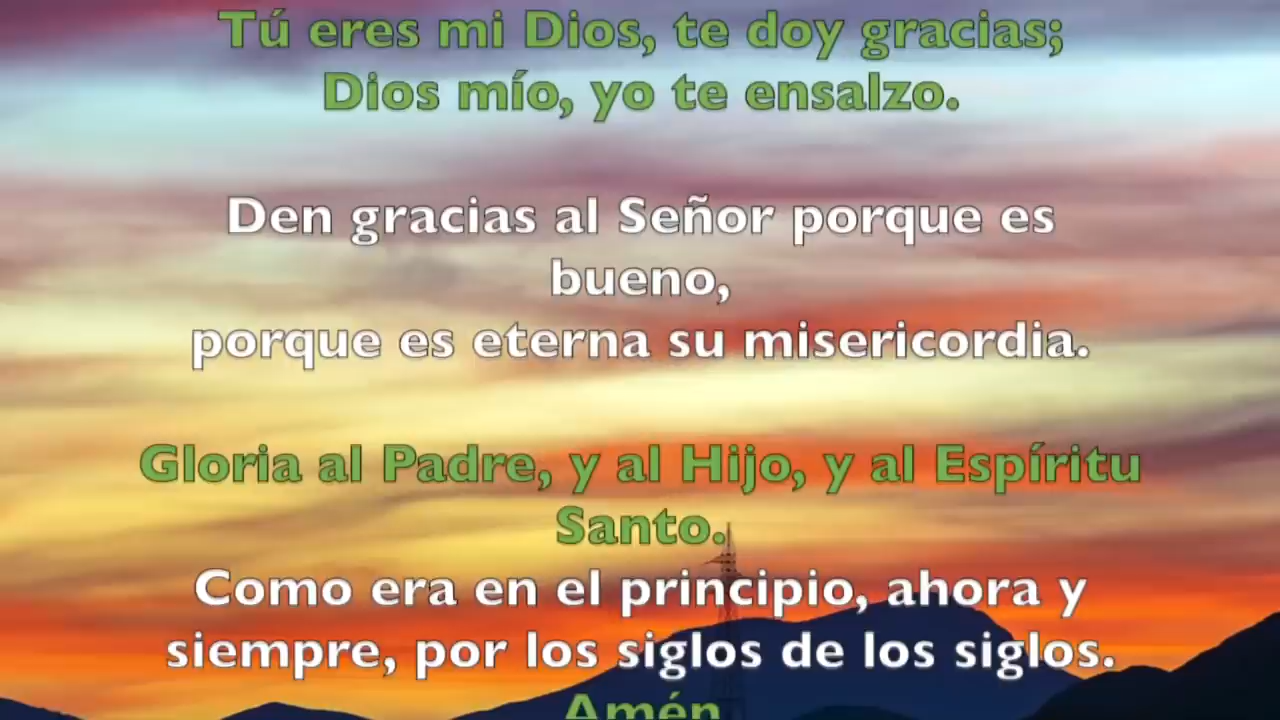 Tú eres mi Dios, te doy gracias;
Dios mío, yo te ensalzo.
Den gracias al Señor porque es
bueno,
porque es eterna su misericordia.
Gloria al Padre, y al Hijo, y al Espíritu
Santo.
Como era en el principio, ahora y
siempre, por los siglos de los siglos.
Amén